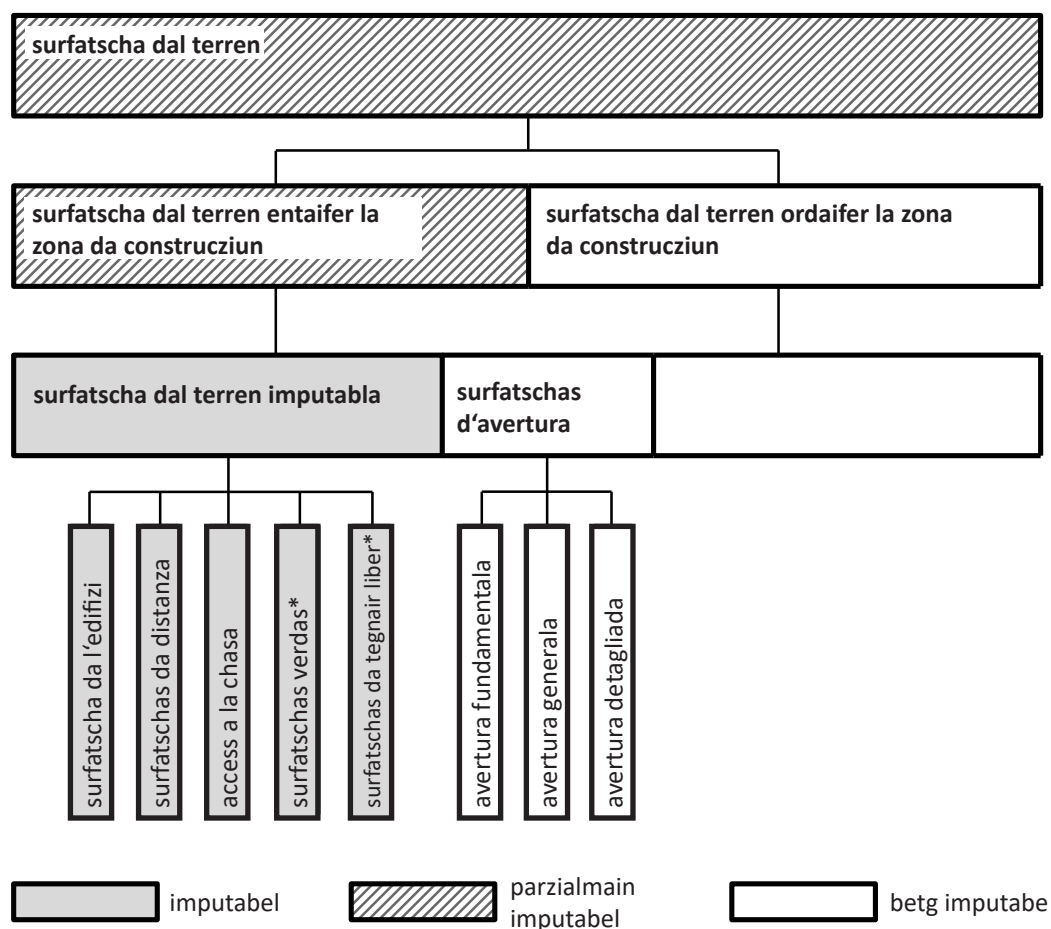 surfatscha dal terren
surfatscha dal terren entaifer la
zona da construcziun
surfatscha dal terren ordaifer la zona
da construcziun
surfatscha dal terren imputabla
surfatschas
d‘avertura
surfatscha da l‘edifizi
surfatschas da distanza
access a la chasa
surfatschas verdas*
surfatschas da tegnair liber*
avertura fundamentala
avertura generala
avertura detagliada
imputabel
parzialmain
imputabel
betg imputabe